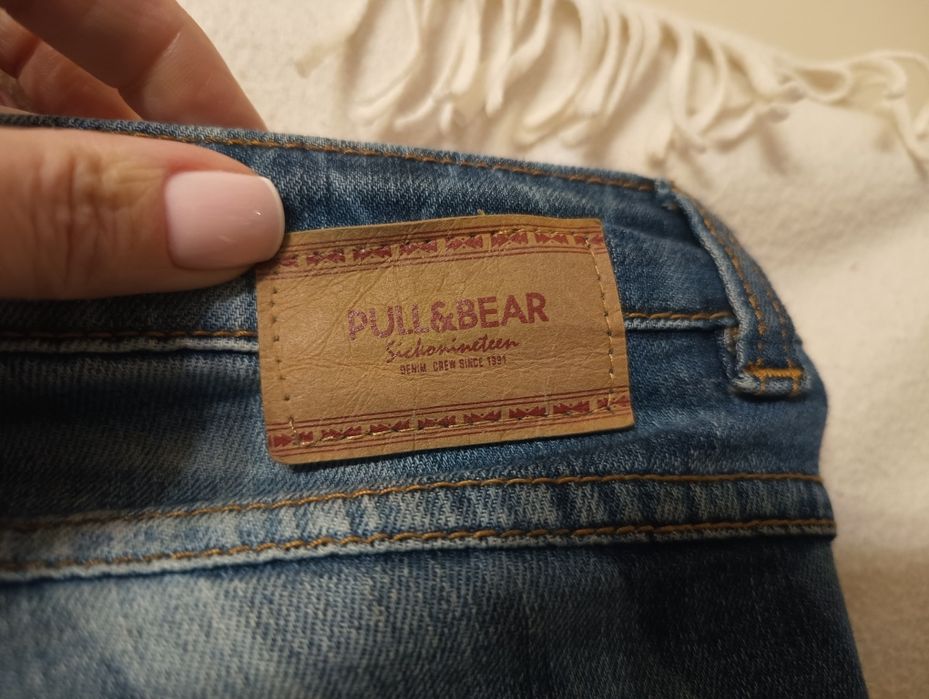 PULL&BEAR
Sickonineteen
DENIM CREW SINCE 1991